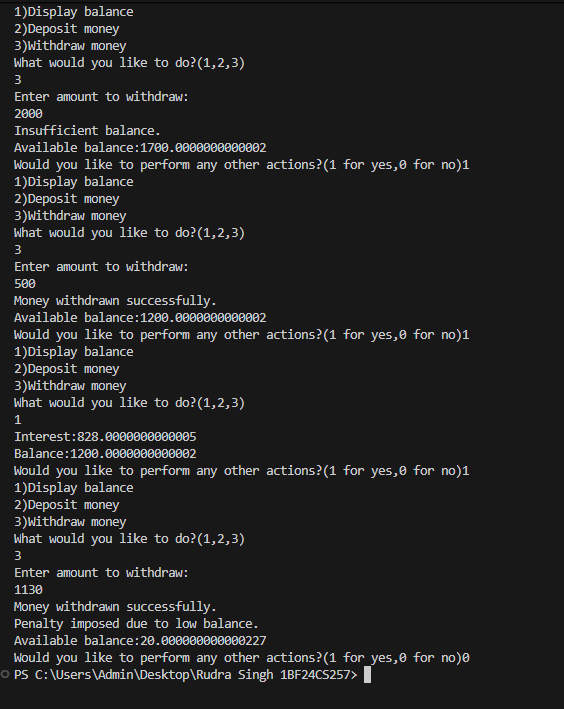 1)Display balance
2)Deposit money
3)Withdraw money
What would you like to do?(1,2,3)
3
Enter amount to withdraw:
2000
Insufficient balance.
Available balance:1700.0000000000002
Would you like to perform any other actions?(1 for yes,0 for no)1
1)Display balance
2)Deposit money
3)Withdraw money
What would you like to do?(1,2,3)
3
Enter amount to withdraw:
500
Money withdrawn successfully.
Available balance:1200.0000000000002
Would you like to perform any other actions?(1 for yes,0 for no)1
1)Display balance
2)Deposit money
3)Withdraw money
What would you like to do?(1,2,3)
1
Interest:828.0000000000005
Balance:1200.0000000000002
Would you like to perform any other actions?(1 for yes,0 for no)1
1)Display balance
2)Deposit money
3)Withdraw money
What would you like to do?(1,2,3)
3
Enter amount to withdraw:
1130
Money withdrawn successfully.
Penalty imposed due to low balance.
Available balance:20.000000000000227
Would you like to perform any other actions?(1 for yes,0 for no)0
PS C:\Users\Admin\Desktop\Rudra Singh 1BF24CS257>